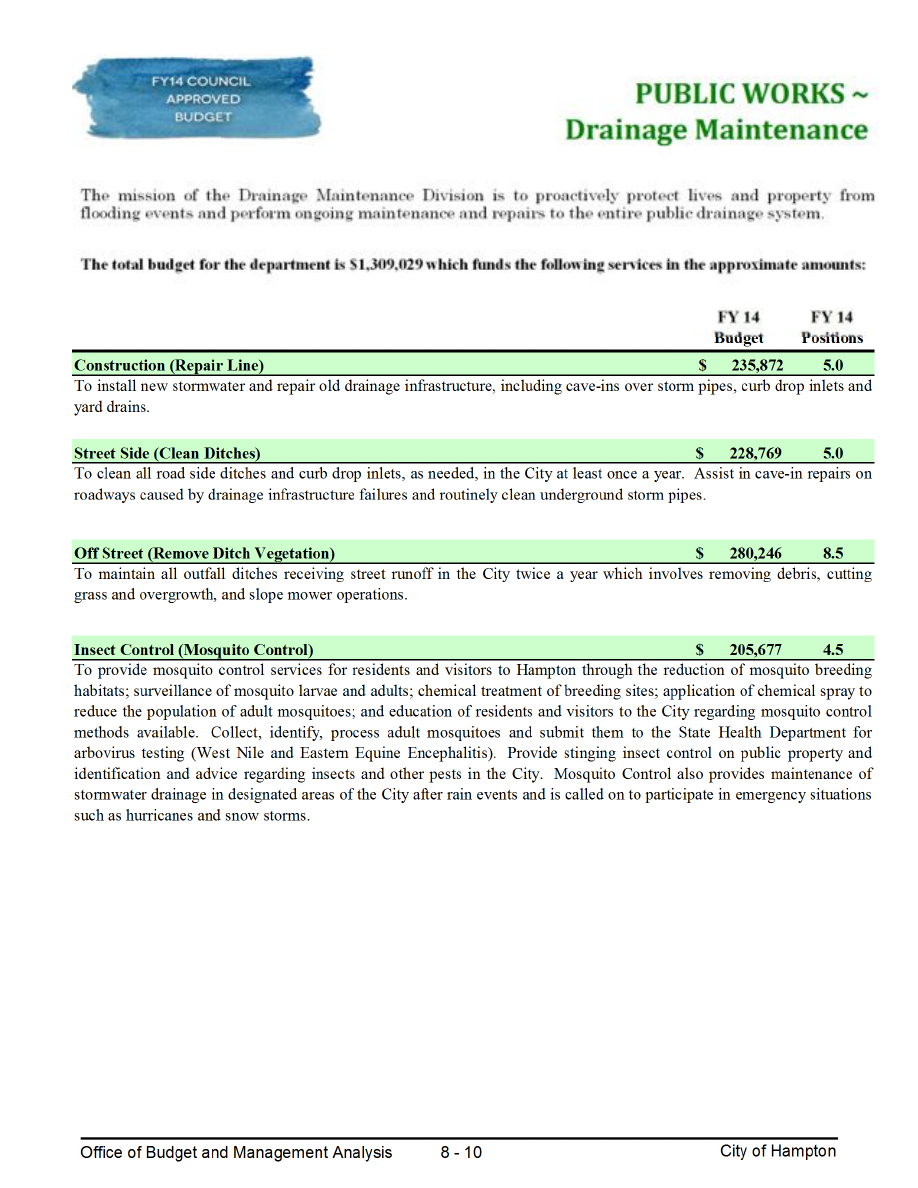 FY14 COUNCIL
APPROVED
BUDGET
PUBLIC WORKS ~
Drainage Maintenance
The mission of the Drainage Maintenance Division is to proactively protect lives and property from
flooding events and perform ongoing maintenance and repairs to the entire public drainage system.
The total budget for the department is $1,309,029 which funds the following services in the approximate amounts:
FY 14 FY 14
Budget Positions
Construction (Repair Line) $ 235,872 5.0
To install new stormwater and repair old drainage infrastructure, including cave-ins over storm pipes, curb drop inlets and
yard drains.
Street Side (Clean Ditches) $ 228,769 5.0
To clean all road side ditches and curb drop inlets, as needed, in the City at least once a year. Assist in cave-in repairs on
roadways caused by drainage infrastructure failures and routinely clean underground storm pipes.
Off Street (Remove Ditch Vegetation) $ 280,246 8.5
To maintain all outfall ditches receiving street runoff in the City twice a year which involves removing debris, cutting
grass and overgrowth, and slope mower operations.
Insect Control (Mosquito Control) $ 205,677 4.5
To provide mosquito control services for residents and visitors to Hampton through the reduction of mosquito breeding
habitats; surveillance of mosquito larvae and adults; chemical treatment of breeding sites; application of chemical spray to
reduce the population of adult mosquitoes; and education of residents and visitors to the City regarding mosquito control
methods available. Collect, identify, process adult mosquitoes and submit them to the State Health Department for
arbovirus testing (West Nile and Eastern Equine Encephalitis). Provide stinging insect control on public property and
identification and advice regarding insects and other pests in the City. Mosquito Control also provides maintenance of
stormwater drainage in designated areas of the City after rain events and is called on to participate in emergency situations
such as hurricanes and snow storms.
Office of Budget and Management Analysis 8 - 10 City of Hampton